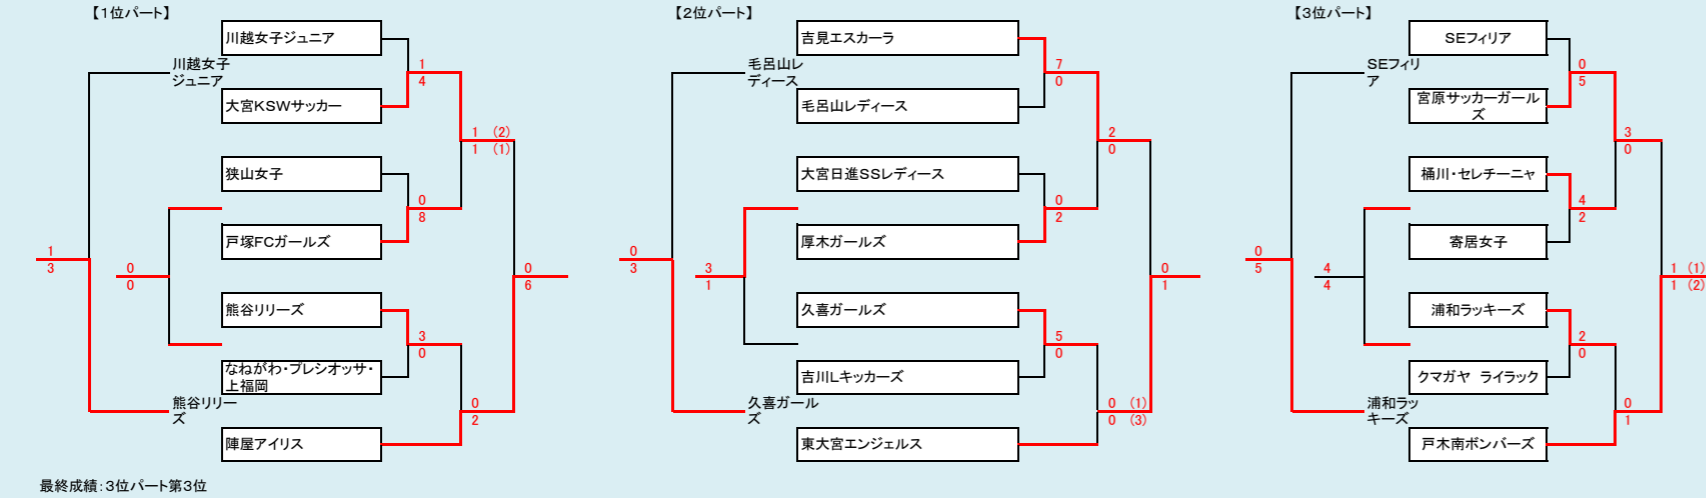 【1位パート】
川越女子ジュニア
川越女子
ジュニア
1
4
大宮KSWサッカー
1 (2)
1 (1)
狭山女子
0
8
戸塚FCガールズ
1
3
0
0
0
6
熊谷リリーズ
3
0
なねがわ・プレシオッサ・
上福岡
熊谷リリー
ズ
0
2
陣屋アイリス
最終成績：3位パート第3位
【2位パート】
吉見エスカーラ
毛呂山レ
ディース
7
0
毛呂山レディース
2
0
大宮日進SSレディース
0
2
厚木ガールズ
0
3
3
1
0
1
久喜ガールズ
5
0
吉川Lキッカーズ
久喜ガール
ズ
0 (1)
0 (3)
東大宮エンジェルス
【3位パート】
SEフィリア
SEフィリ
ア
0
5
宮原サッカーガール
ズ
3
0
桶川・セレチーニャ
4
2
寄居女子
0
5
4
4
1 (1)
1 (2)
浦和ラッキーズ
2
0
クマガヤ ライラック
浦和ラッ
キーズ
0
1
戸木南ボンバーズ